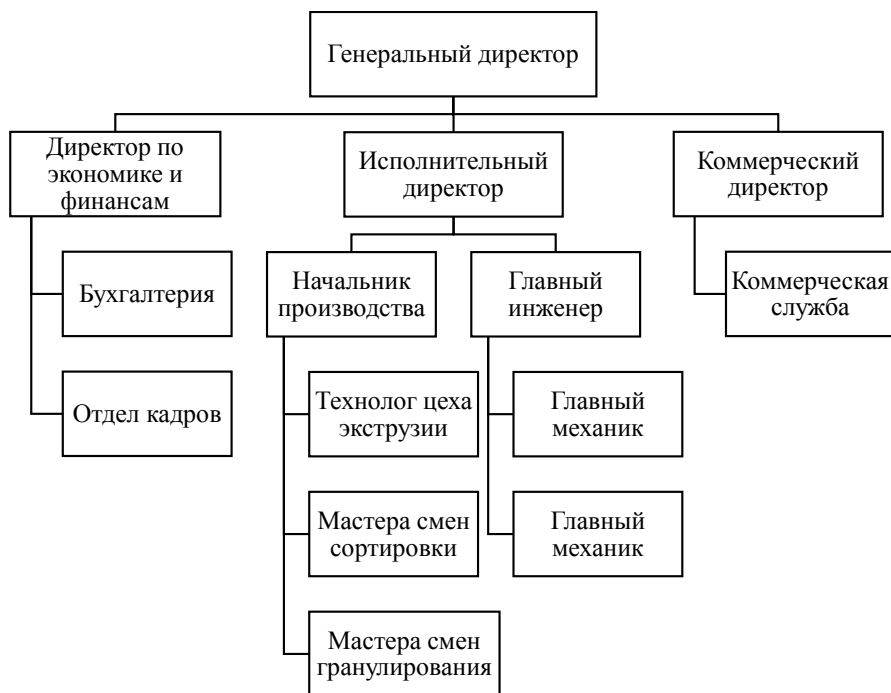 Генеральный директор
Директор по
экономике и
финансам
Исполнительный
директор
Коммерческий
директор
Бухгалтерия
Отдел кадров
Начальник
производства
Главный
инженер
Коммерческая
служба
Технолог цеха
экструзии
Главный
механик
Мастера смен
сортировки
Главный
механик
Мастера смен
гранулирования